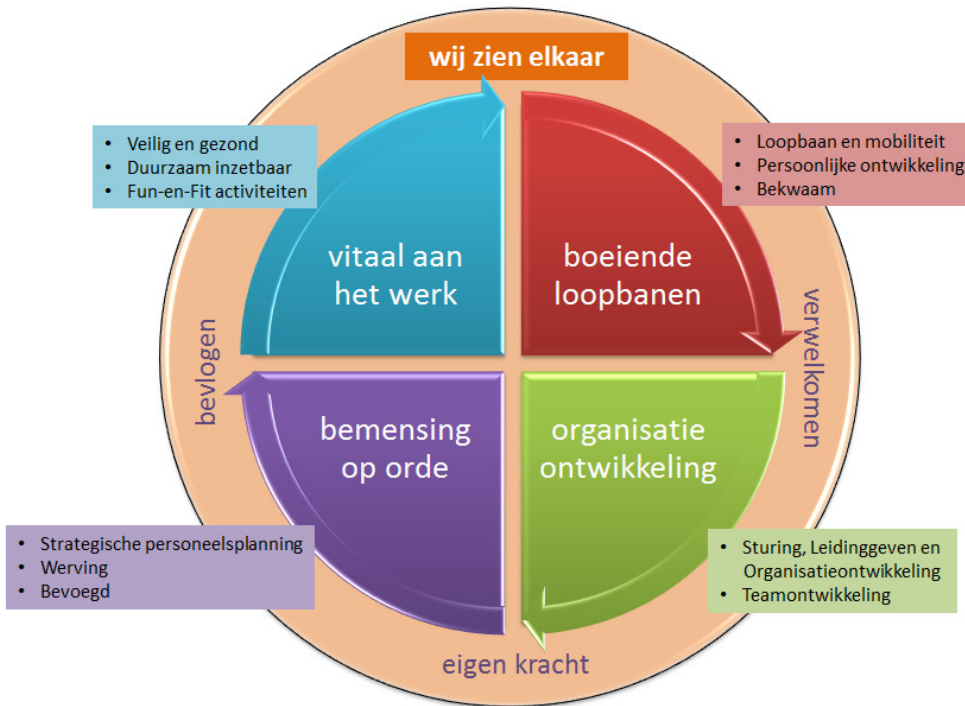 wij zien elkaar
• Veilig en gezond
• Duurzaam inzetbaar
• Fun-en-Fit activiteiten
• Loopbaan en mobiliteit
• Persoonlijke ontwikkeling
• Bekwaam
vitaal aan
het werk
boeiende
loopbanen
bevlogen
verwelkomen
bemensing
op orde
organisatie
ontwikkeling
• Strategische personeelsplanning
• Werving
• Bevoegd
• Sturing, Leidinggeven en
Organisatieontwikkeling
• Teamontwikkeling
eigen kracht